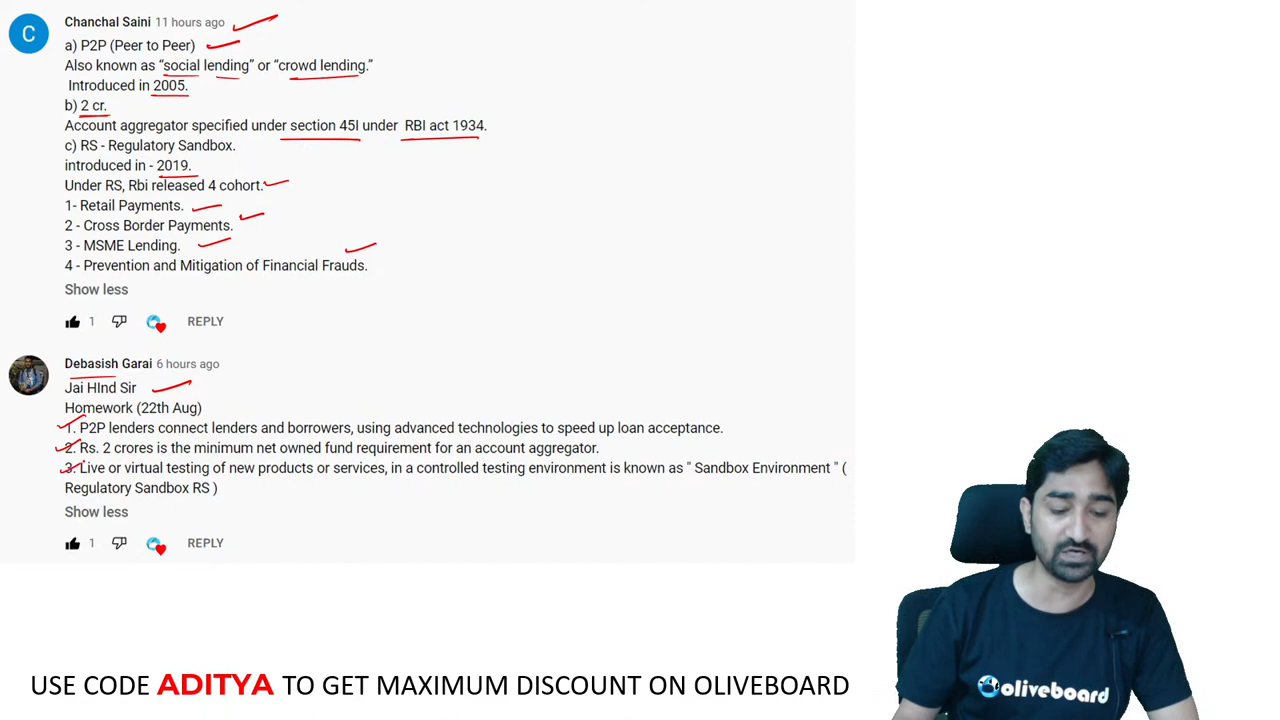 C
Chanchal Saini 11 hours ago
a) P2P (Peer to Peer)
Also known as “social lending” or “crowd lending.”
Introduced in 2005.
b) 2 cr.
Account aggregator specified under section 45I under RBI act 1934.
c) RS - Regulatory Sandbox.
introduced in - 2019.
Under RS, Rbi released 4 cohort.
1- Retail Payments.
2 - Cross Border Payments.
3 - MSME Lending.
4 - Prevention and Mitigation of Financial Frauds.
Show less
1 REPLY
Debasish Garai 6 hours ago
Jai HInd Sir
Homework (22th Aug)
1. P2P lenders connect lenders and borrowers, using advanced technologies to speed up loan acceptance.
2. Rs. 2 crores is the minimum net owned fund requirement for an account aggregator.
3. Live or virtual testing of new products or services, in a controlled testing environment is known as " Sandbox Environment " (
Regulatory Sandbox RS )
Show less
1 REPLY
oliveboard
USE CODE ADITYA TO GET MAXIMUM DISCOUNT ON OLIVEBOARD